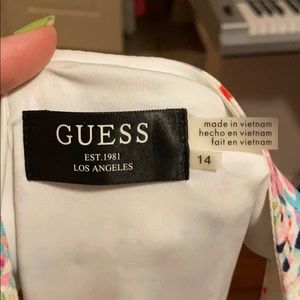 GUESS
EST.1981
LOS ANGELES
made in vietnam
hecho en vietnam
fait en vietnam
14